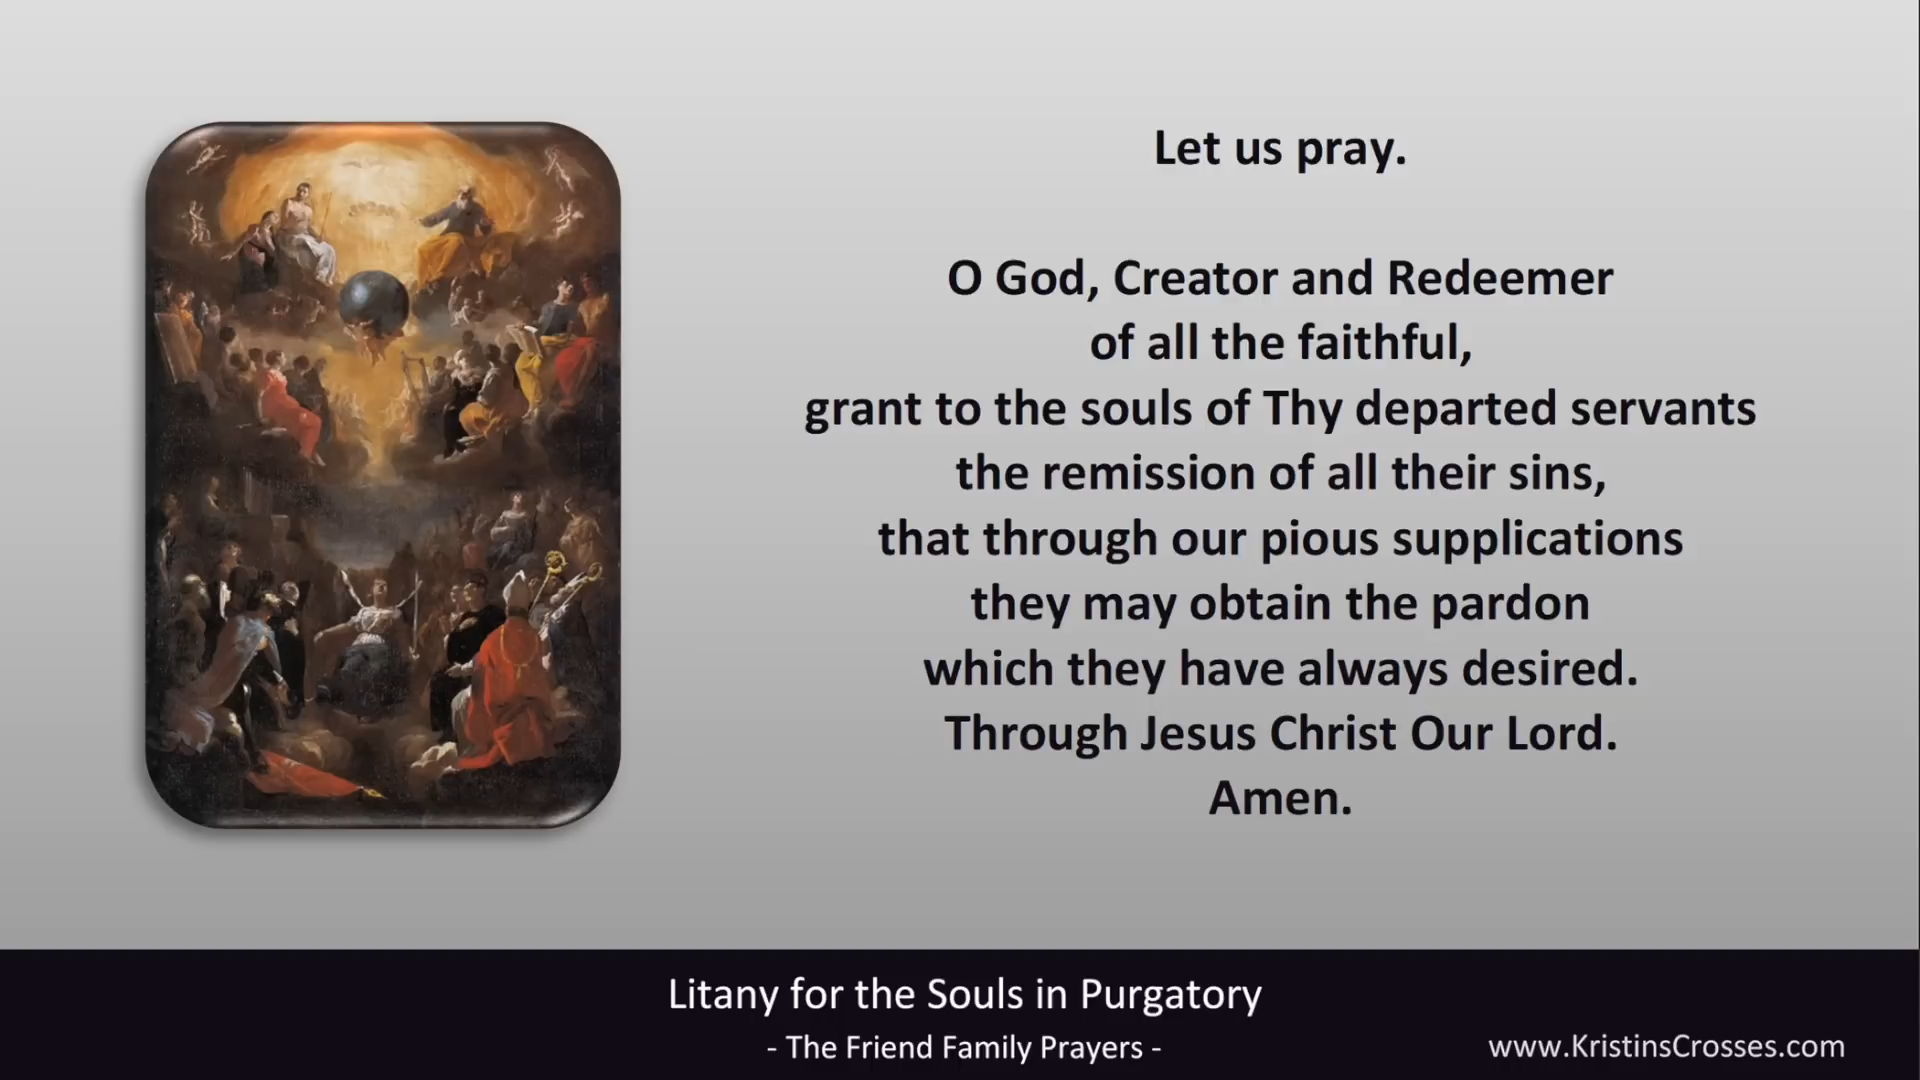 Let us pray.
O God, Creator and Redeemer
of all the faithful,
grant to the souls of Thy departed servants
the remission of all their sins,
that through our pious supplications
they may obtain the pardon
which they have always desired.
Through Jesus Christ Our Lord.
Amen.
Litany for the Souls in Purgatory
- The Friend Family Prayers -
www.KristinsCrosses.com